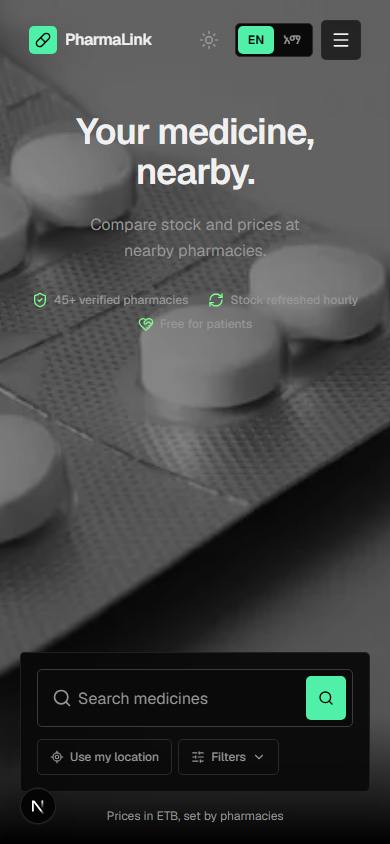 PharmaLink
EN
አማ
Your medicine,
nearby.
Compare stock and prices at
nearby pharmacies.
45+ verified pharmacies
Stock refreshed hourly
Free for patients
Search medicines
Use my location
Filters
N
Prices in ETB, set by pharmacies